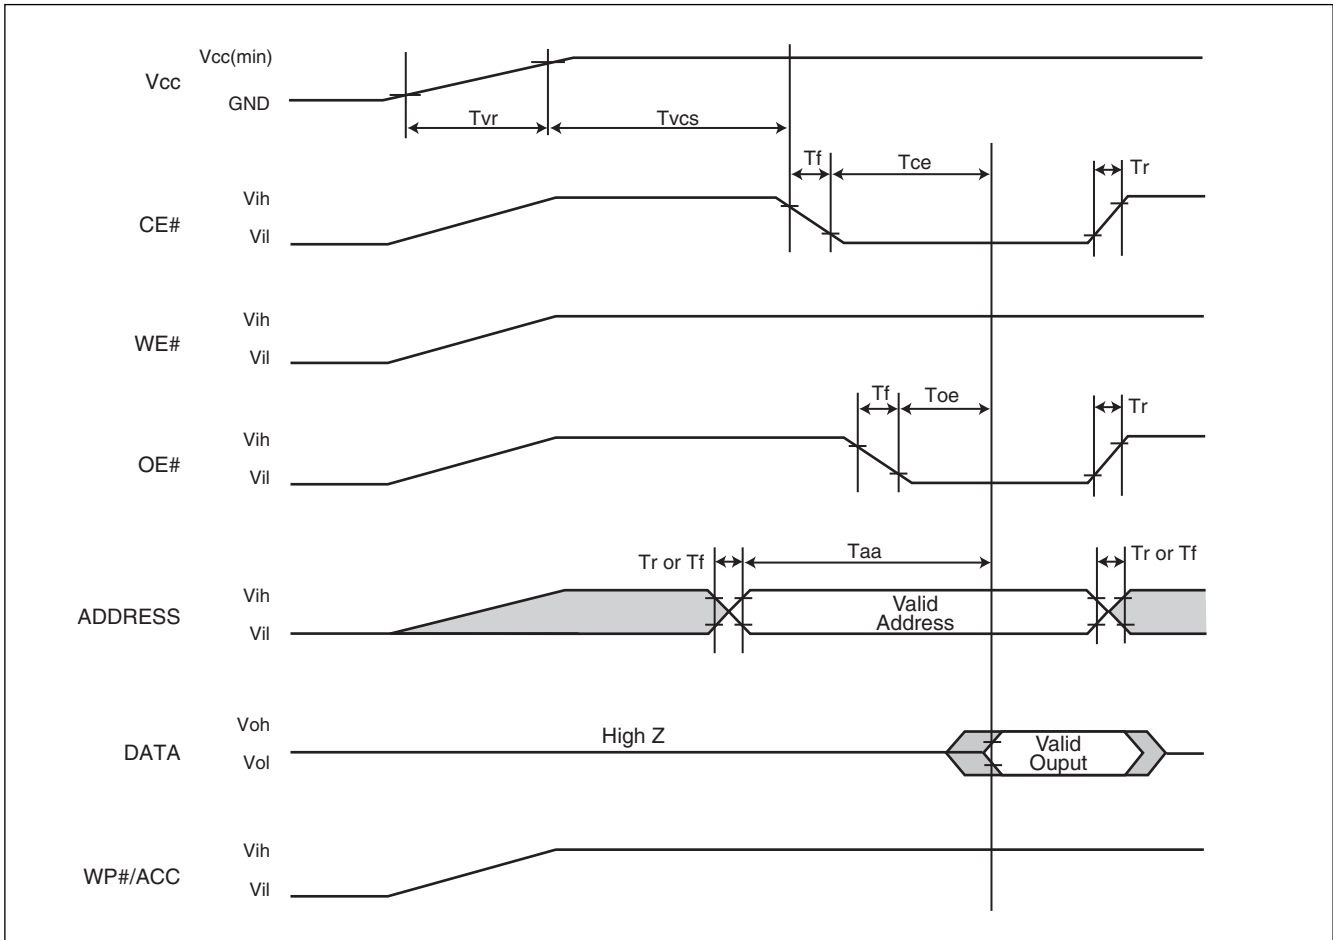 Vcc(min)
Vcc
GND
Tvr
Tvcs
Tf
Tce
Tr
Vih
CE#
Vil
Vih
WE#
Vil
Tf
Toe
Tr
Vih
OE#
Vil
Tr or Tf
Taa
Tr or Tf
Vih
ADDRESS
Vil
Valid
Address
Voh
DATA
Vol
High Z
Valid
Ouput
Vih
WP#/ACC
Vil